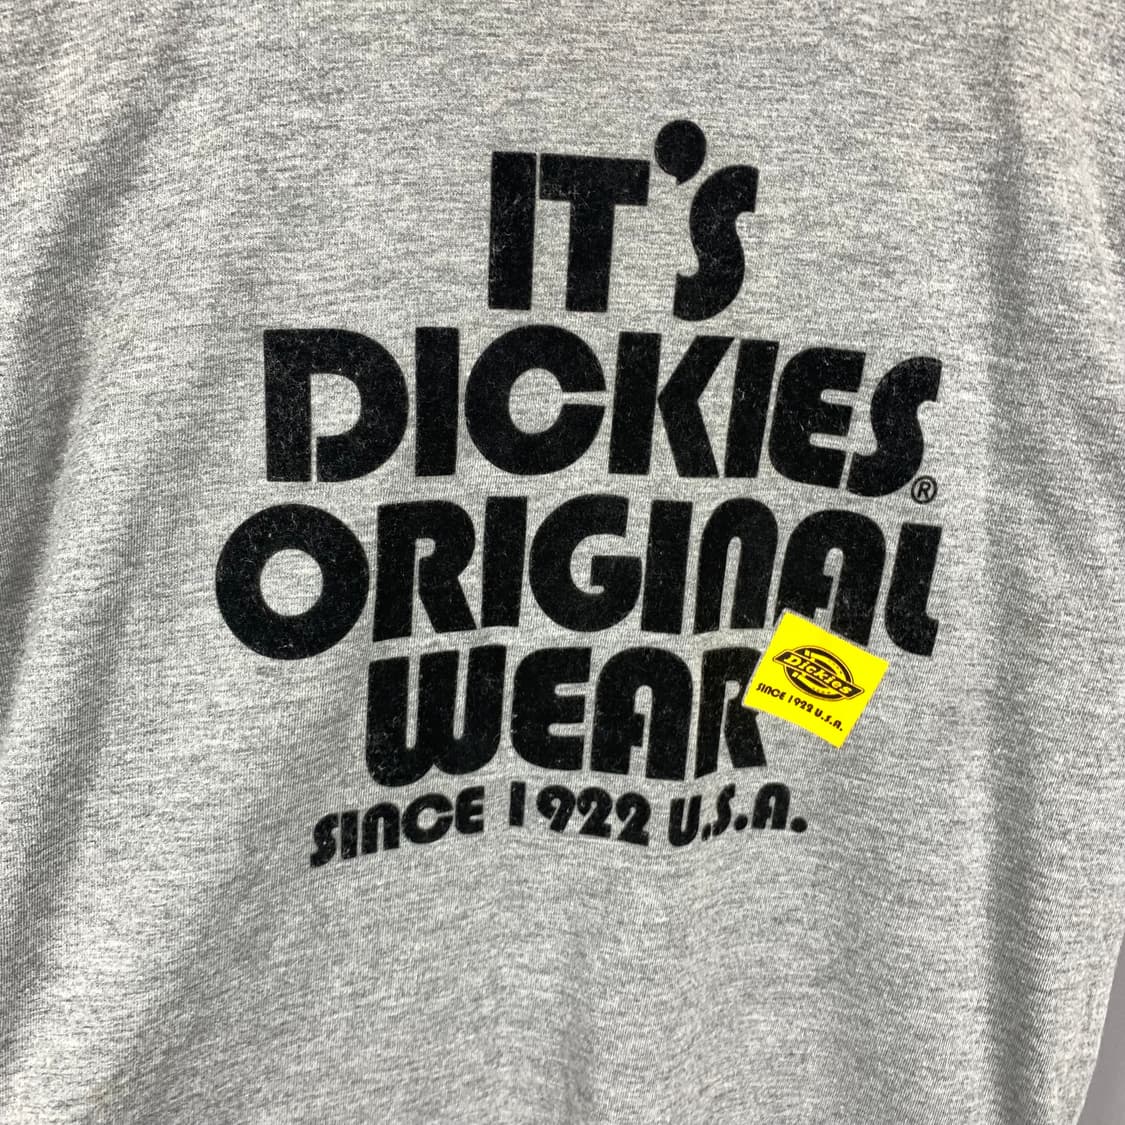 IT'S
DICKIES®
ORIGINAL
WEAR
Dickies
SINCE 1922 U.S.A.
SINCE 1922 U.S.A.